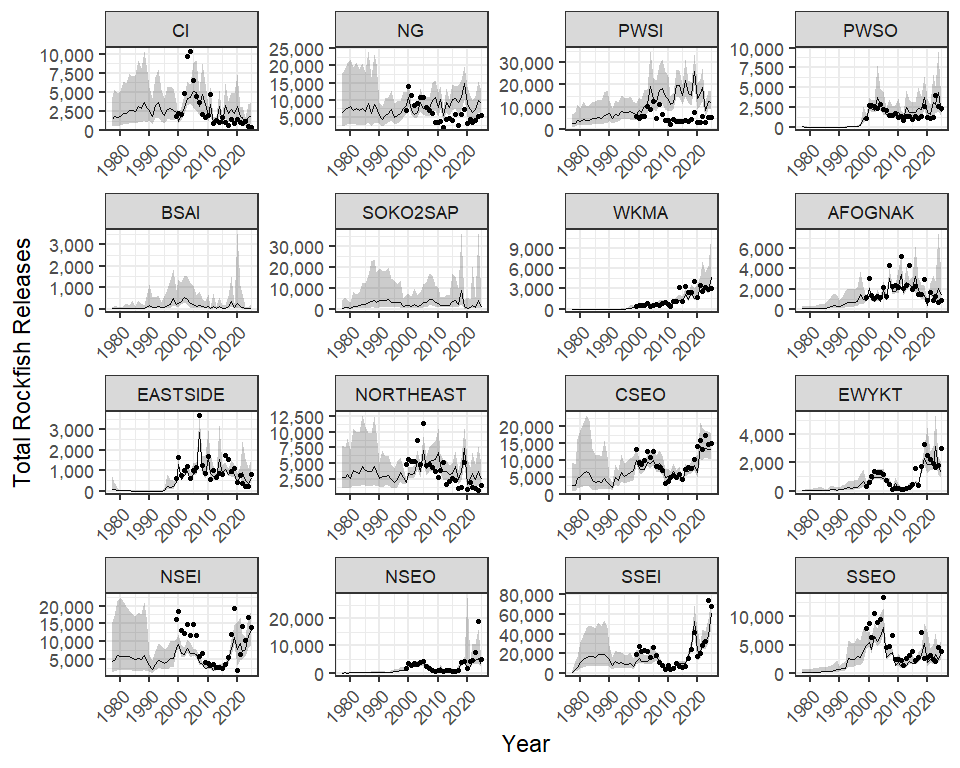 CI NG PWSI PWSO
10,000 7,500 5,000 2,500 0
25,000 20,000 15,000 10,000 5,000
30,000 20,000 10,000 0
10,000 7,500 5,000 2,500 0
1980 1990 2000 2010 2020 1980 1990 2000 2010 2020 1980 1990 2000 2010 2020 1980 1990 2000 2010 2020
BSAI SOKO2SAP WKMA AFOGNAK
3,000 2,000 1,000 0
30,000 20,000 10,000 0
9,000 6,000 3,000 0
6,000 4,000 2,000 0
1980 1990 2000 2010 2020 1980 1990 2000 2010 2020 1980 1990 2000 2010 2020 1980 1990 2000 2010 2020
Total Rockfish Releases
EASTSIDE NORTHEAST CSEO EWYKT
3,000 2,000 1,000 0
12,500 10,000 7,500 5,000 2,500
20,000 15,000 10,000 5,000 0
4,000 2,000 0
1980 1990 2000 2010 2020 1980 1990 2000 2010 2020 1980 1990 2000 2010 2020 1980 1990 2000 2010 2020
NSEI NSEO SSEI SSEO
20,000 15,000 10,000 5,000
20,000 10,000 0
80,000 60,000 40,000 20,000 0
10,000 5,000 0
1980 1990 2000 2010 2020 1980 1990 2000 2010 2020 1980 1990 2000 2010 2020 1980 1990 2000 2010 2020
Year